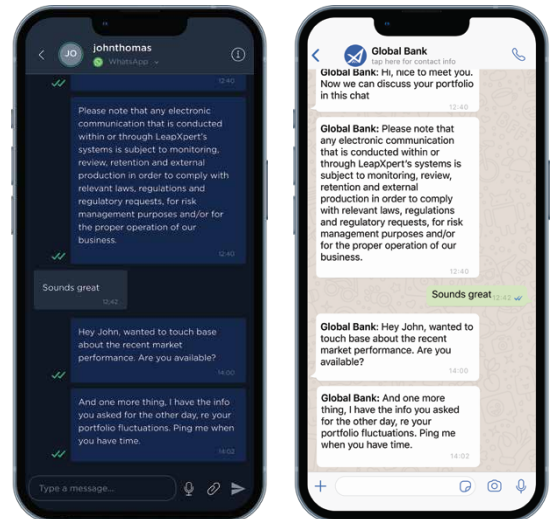 johnthomas
JO
WhatsApp
12:40
Please note that any electronic
communication that is conducted
within or through LeapXpert's
systems is subject to monitoring,
review, retention and external
production in order to comply with
relevant laws, regulations and
regulatory requests, for risk
management purposes and/or for
the proper operation of our
business.
12:40
Sounds great
12:42
Hey John, wanted to touch base
about the recent market
performance. Are you available?
14:00
And one more thing, I have the info
you asked for the other day, re your
portfolio fluctuations. Ping me when
you have time.
14:02
Type a message...
Global Bank
tap here for contact info
Global Bank: Hi, nice to meet you.
Now we can discuss your portfolio
in this chat
12:40
Global Bank: Please note that
any electronic communication
that is conducted within or
through LeapXpert's systems is
subject to monitoring, review,
retention and external
production in order to comply
with relevant laws, regulations
and regulatory requests, for risk
management purposes and/or
for the proper operation of our
business.
12:40
Sounds great
12:42
Global Bank: Hey John, wanted to
touch base about the recent
market performance. Are you
available?
14:00
Global Bank: And one more
thing, I have the info you asked
for the other day, re your
portfolio fluctuations. Ping me
when you have time.
14:02